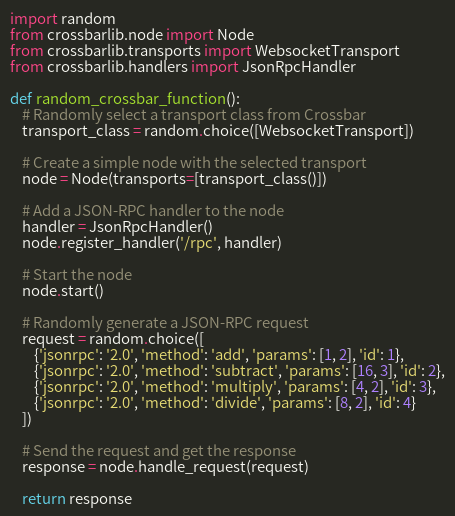 import random
from crossbarlib.node import Node
from crossbarlib.transports import WebsocketTransport
from crossbarlib.handlers import JsonRpcHandler

def random_crossbar_function():
    # Randomly select a transport class from Crossbar
    transport_class = random.choice([WebsocketTransport])

    # Create a simple node with the selected transport
    node = Node(transports=[transport_class()])

    # Add a JSON-RPC handler to the node
    handler = JsonRpcHandler()
    node.register_handler('/rpc', handler)

    # Start the node
    node.start()

    # Randomly generate a JSON-RPC request
    request = random.choice([
        {'jsonrpc': '2.0', 'method': 'add', 'params': [1, 2], 'id': 1},
        {'jsonrpc': '2.0', 'method': 'subtract', 'params': [16, 3], 'id': 2},
        {'jsonrpc': '2.0', 'method': 'multiply', 'params': [4, 2], 'id': 3},
        {'jsonrpc': '2.0', 'method': 'divide', 'params': [8, 2], 'id': 4}
    ])

    # Send the request and get the response
    response = node.handle_request(request)

    return response